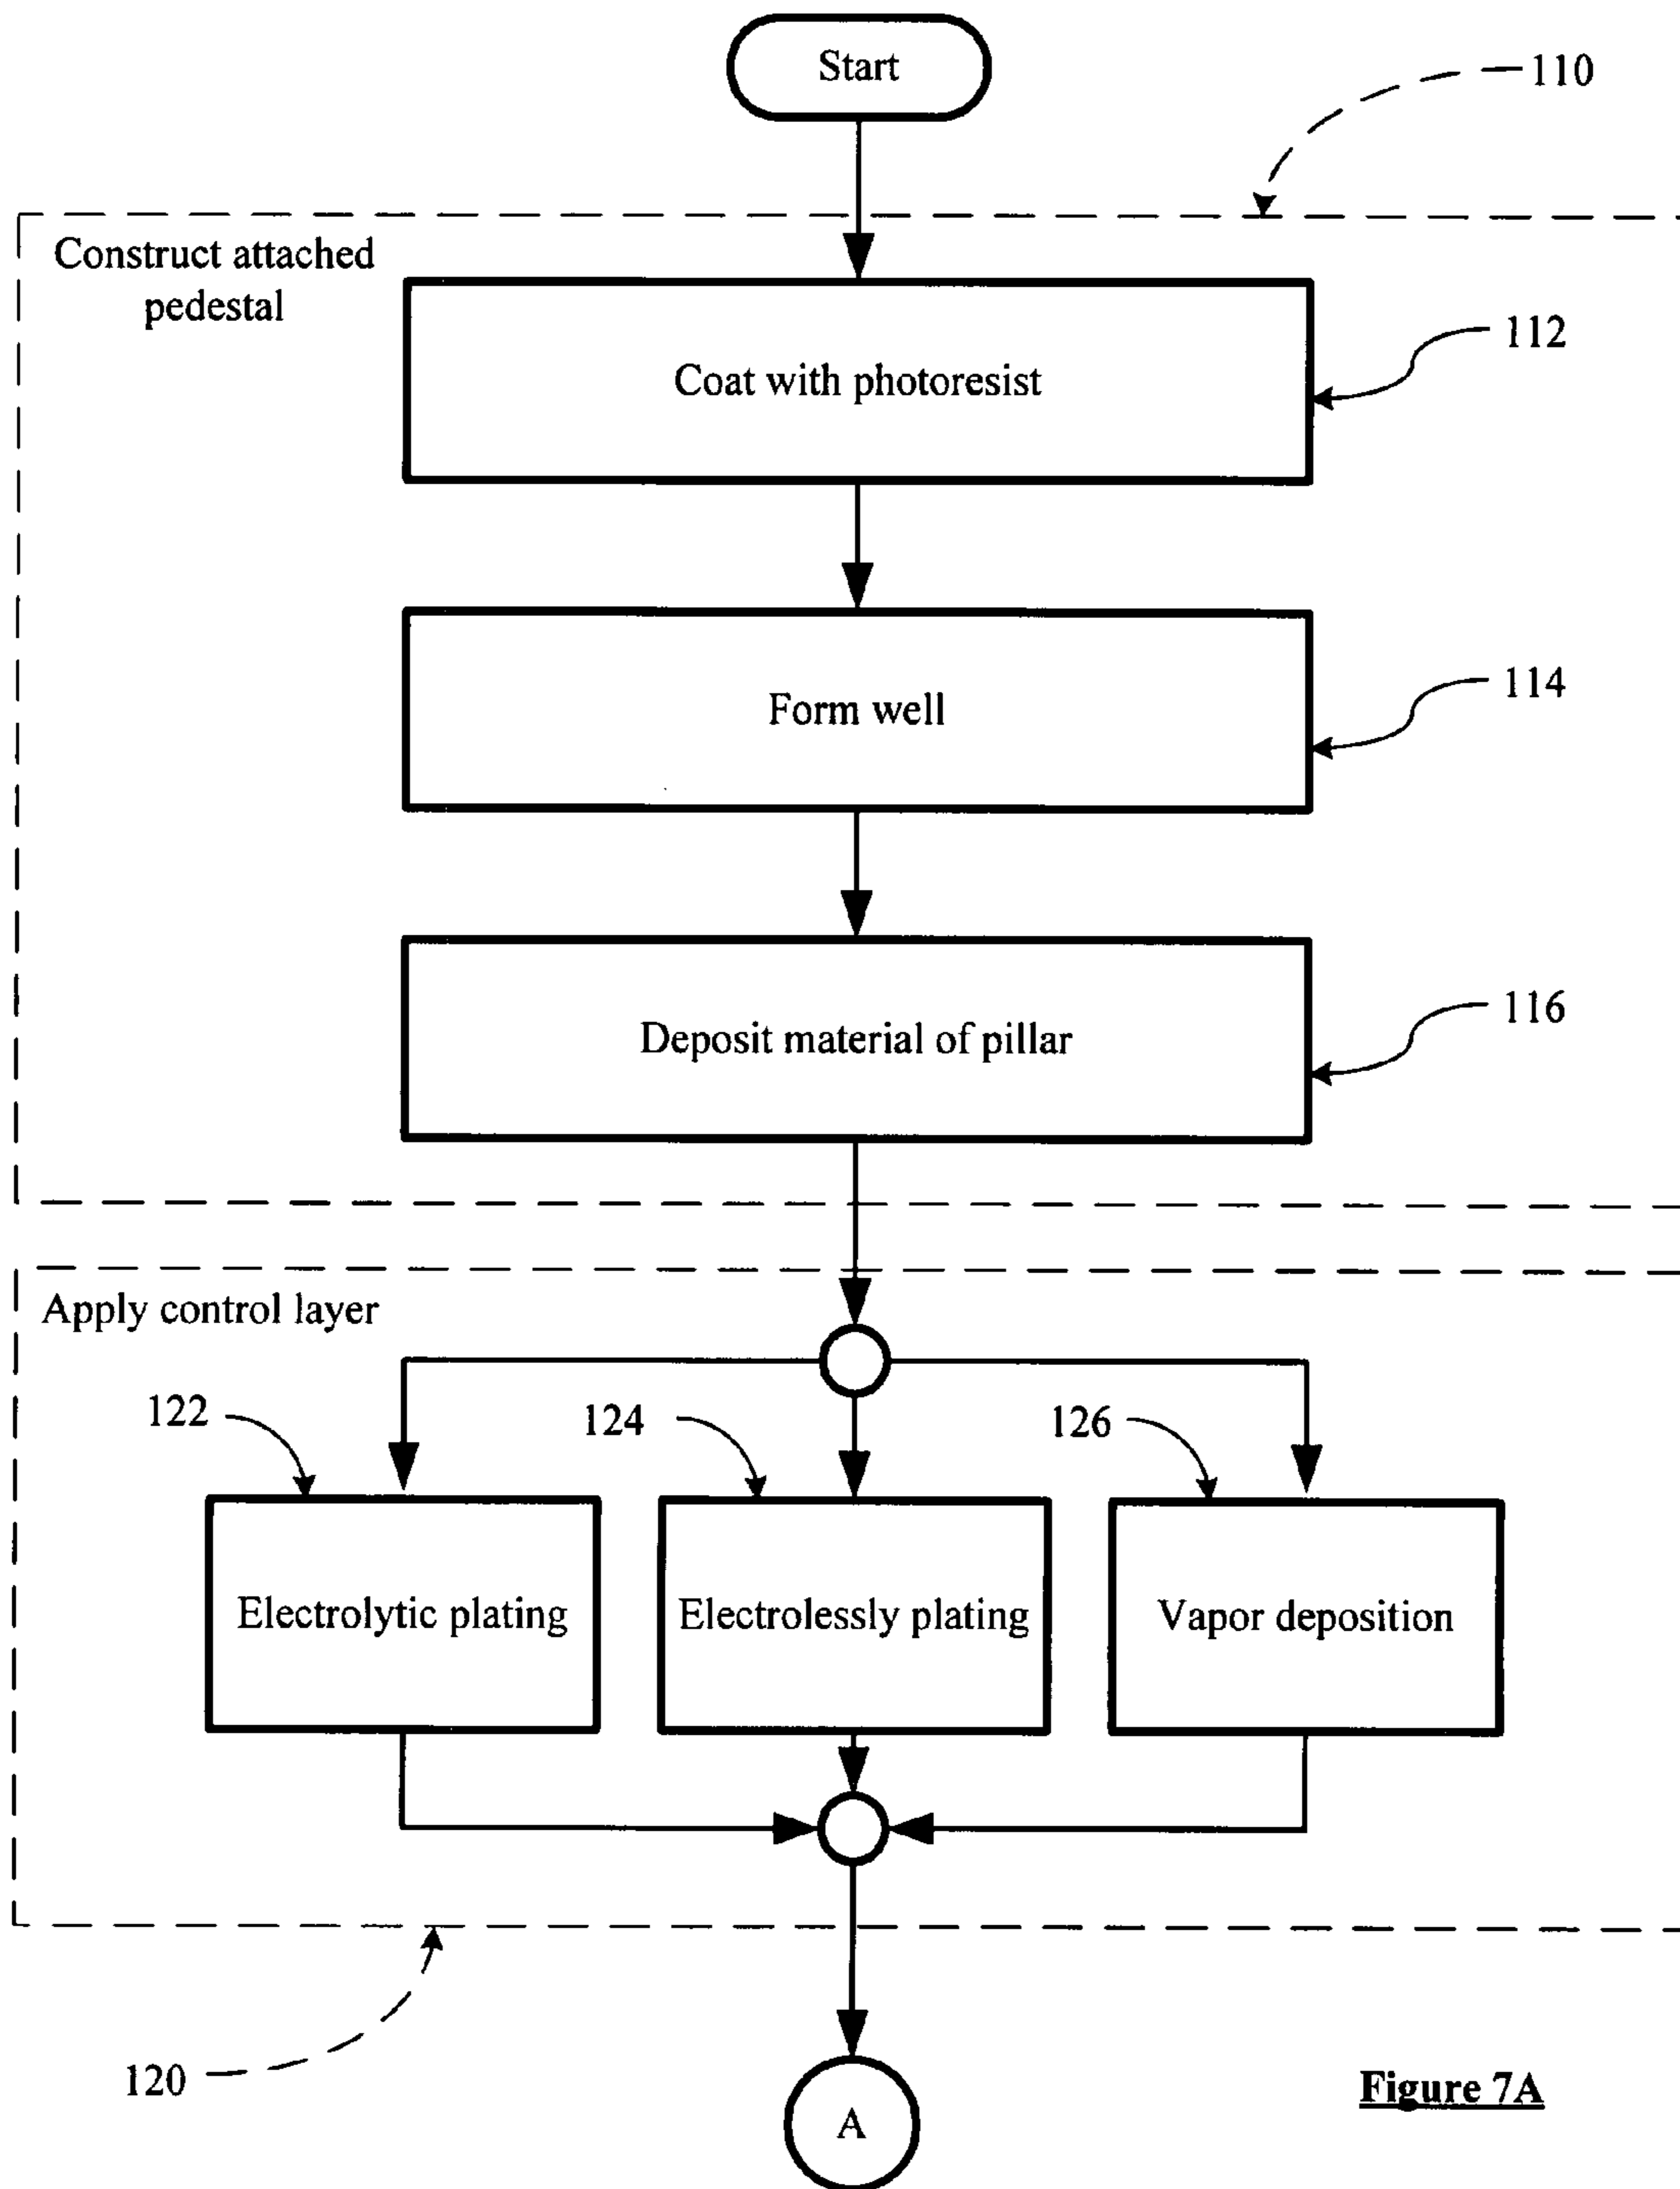 Start
110
Construct attached
pedestal
Coat with photoresist
112
Form well
114
Deposit material of pillar
116
Apply control layer
122
124
126
Electrolytic plating
Electrolessly plating
Vapor deposition
120
A
Figure 7A